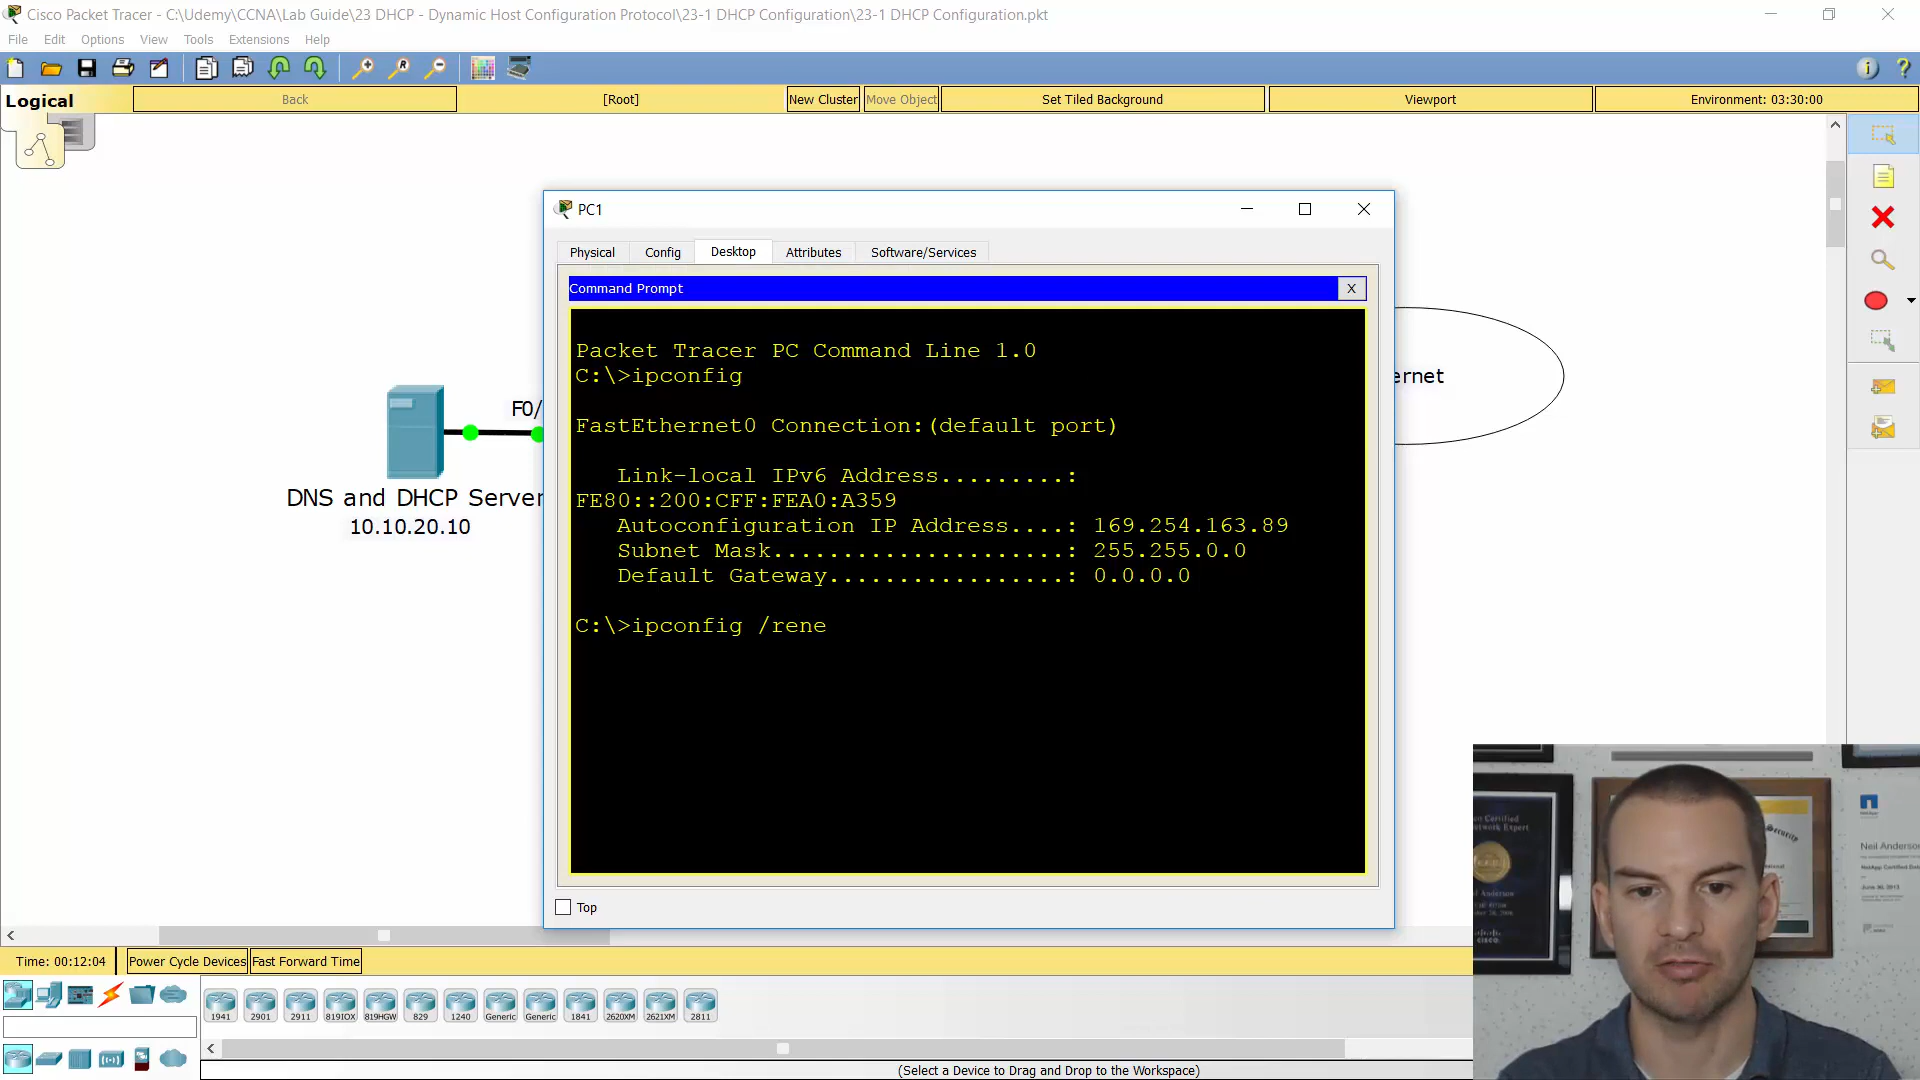 Cisco Packet Tracer - C:\Udemy\CCNA\Lab Guide\23 DHCP - Dynamic Host Configuration Protocol\23-1 DHCP Configuration\23-1 DHCP Configuration.pkt
File Edit Options View Tools Extensions Help
Logical Back [Root] New Cluster Move Object Set Tiled Background Viewport Environment: 03:30:00
PC1
Physical Config Desktop Attributes Software/Services
Command Prompt X
Packet Tracer PC Command Line 1.0
C:\>ipconfig
FastEthernet0 Connection:(default port)
Link-local IPv6 Address.........:
FE80::200:CFF:FEA0:A359
Autoconfiguration IP Address....: 169.254.163.89
Subnet Mask.....................: 255.255.0.0
Default Gateway.................: 0.0.0.0
C:\>ipconfig /rene
F0/
DNS and DHCP Server
10.10.20.10
ernet
Top
Neil Anderson
Time: 00:12:04 Power Cycle Devices Fast Forward Time
1941 2901 2911 819IOX 819HGW 829 1240 Generic Generic 1841 2620XM 2621XM 2811
(Select a Device to Drag and Drop to the Workspace)